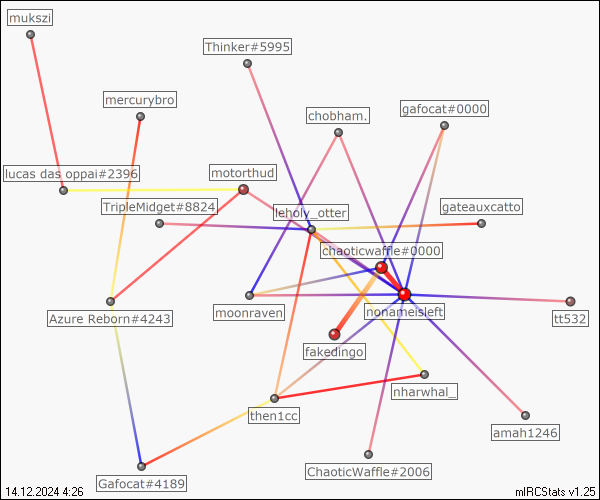 mukszi
Thinker#5995
mercurybro
chobham.
gafocat#0000
lucas das oppai#2396
motorthud
TripleMidget#8824
leholy_otter
gateauxcatto
chaoticwaffle#0000
moonraven
nonameisleft
Azure Reborn#4243
tt532
fakedingo
nharwhal_
then1cc
amah1246
ChaoticWaffle#2006
Gafocat#4189
14.12.2024 4:26
mIRCStats v1.25